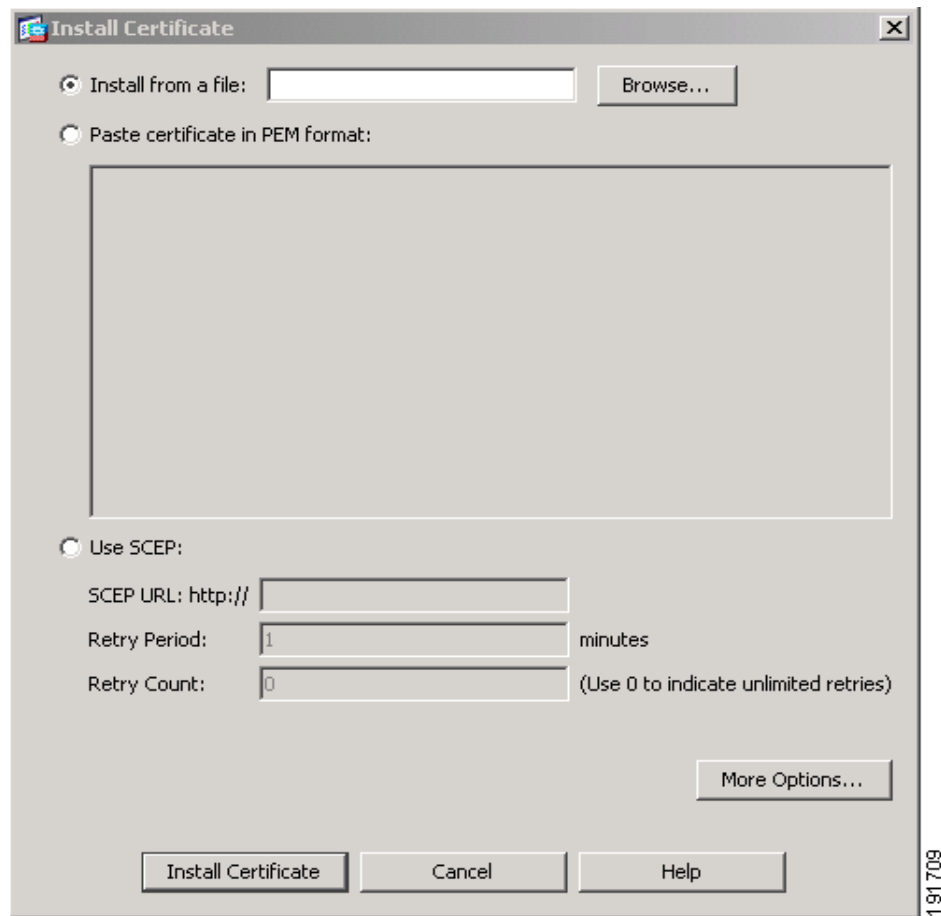 Install Certificate
Install from a file:
Browse...
Paste certificate in PEM format:
Use SCEP:
SCEP URL: http://
Retry Period: 1 minutes
Retry Count: 0 (Use 0 to indicate unlimited retries)
More Options...
Install Certificate Cancel Help
191709